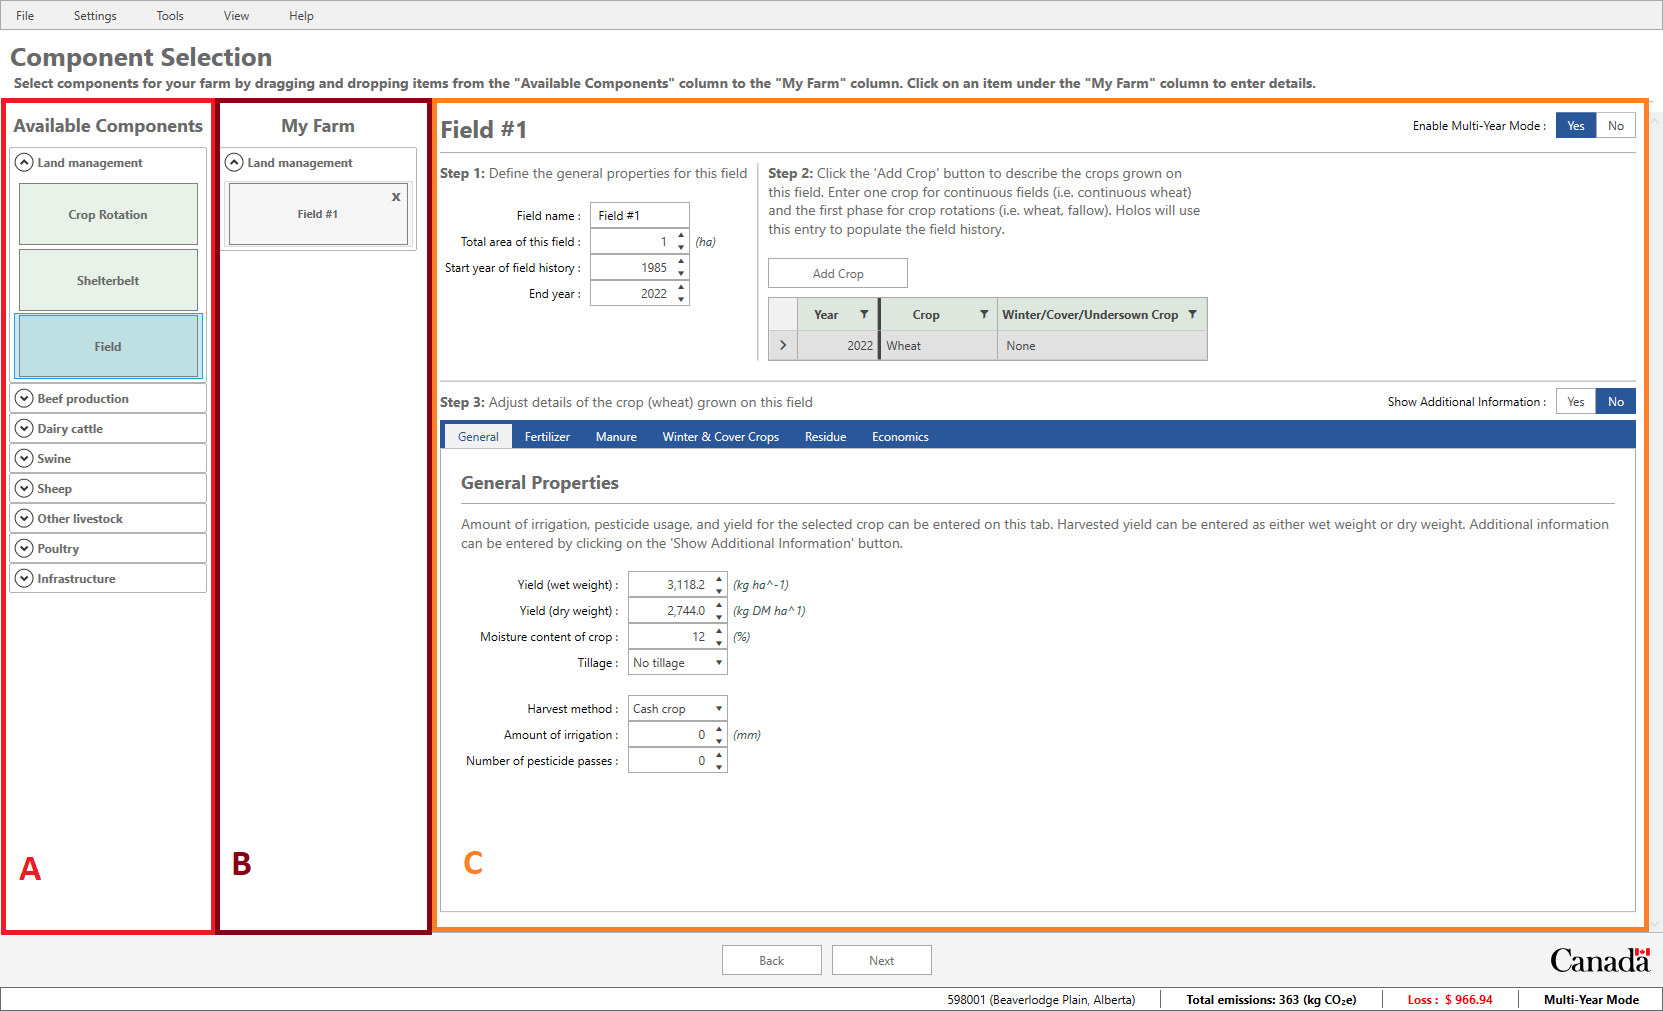 File Settings Tools View Help
Component Selection
Select components for your farm by dragging and dropping items from the "Available Components" column to the "My Farm" column. Click on an item under the "My Farm" column to enter details.
Available Components
Land management
Crop Rotation
Shelterbelt
Field
Beef production
Dairy cattle
Swine
Sheep
Other livestock
Poultry
Infrastructure
A
My Farm
Land management
x
Field #1
B
Field #1
Enable Multi-Year Mode : Yes No
Step 1: Define the general properties for this field
Field name : Field #1
Total area of this field : 1 (ha)
Start year of field history : 1985
End year : 2022
Step 2: Click the 'Add Crop' button to describe the crops grown on
this field. Enter one crop for continuous fields (i.e. continuous wheat)
and the first phase for crop rotations (i.e. wheat, fallow). Holos will use
this entry to populate the field history.
Add Crop
Year Crop Winter/Cover/Undersown Crop
2022 Wheat None
Step 3: Adjust details of the crop (wheat) grown on this field
Show Additional Information : Yes No
General Fertilizer Manure Winter & Cover Crops Residue Economics
General Properties
Amount of irrigation, pesticide usage, and yield for the selected crop can be entered on this tab. Harvested yield can be entered as either wet weight or dry weight. Additional information
can be entered by clicking on the 'Show Additional Information' button.
Yield (wet weight) : 3,118.2 (kg ha^-1)
Yield (dry weight) : 2,744.0 (kg DM ha^1)
Moisture content of crop : 12 (%)
Tillage : No tillage
Harvest method : Cash crop
Amount of irrigation : 0 (mm)
Number of pesticide passes : 0
C
Back Next
Canada
598001 (Beaverlodge Plain, Alberta) Total emissions: 363 (kg CO₂e) Loss : $ 966.94 Multi-Year Mode